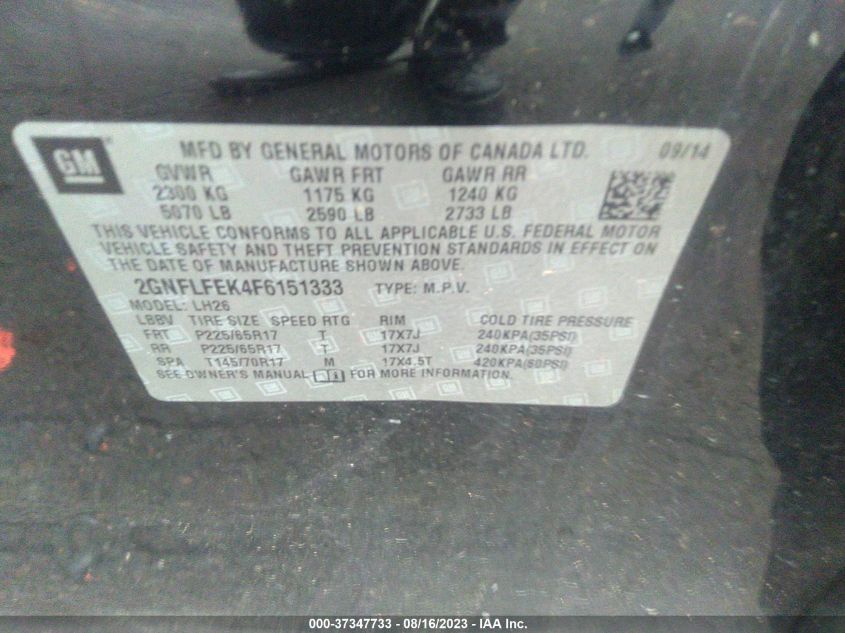 GM
MFD BY GENERAL MOTORS OF CANADA LTD. 09/14
GVWR GAWR FRT GAWR RR
2300 KG 1175 KG 1240 KG
5070 LB 2590 LB 2733 LB
THIS VEHICLE CONFORMS TO ALL APPLICABLE U.S. FEDERAL MOTOR
VEHICLE SAFETY AND THEFT PREVENTION STANDARDS IN EFFECT ON
THE DATE OF MANUFACTURE SHOWN ABOVE.
2GNFLFEK4F6151333 TYPE: M.P.V.
MODEL: LH26
LBBV TIRE SIZE SPEED RTG RIM COLD TIRE PRESSURE
FRT P225/65R17 T 17X7J 240KPA(35PSI)
RR P225/65R17 T 17X7J 240KPA(35PSI)
SPA T145/70R17 M 17X4.5T 420KPA(60PSI)
SEE OWNER'S MANUAL FOR MORE INFORMATION.
000-37347733 / 08/16/2023 / IAA Inc.